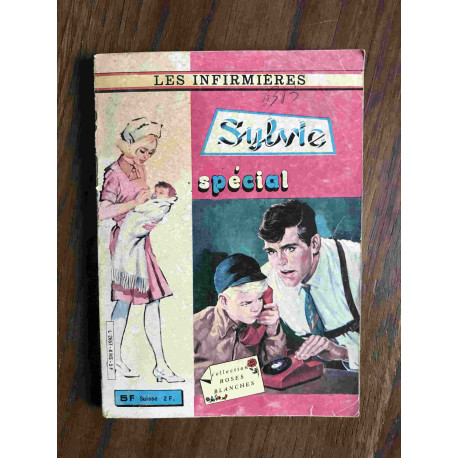 LES INFIRMIÈRES
Sylvie
spécial
collection
ROSES
BLANCHES
5F Suisse 2F.